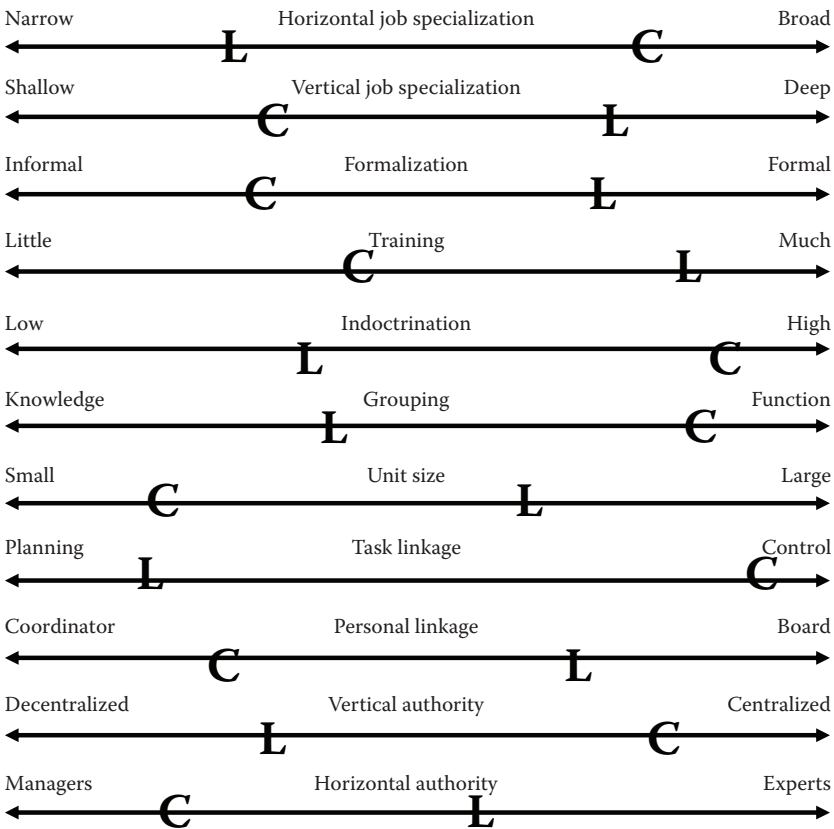 Narrow Horizontal job specialization Broad
L C
Shallow Vertical job specialization Deep
C L
Informal Formalization Formal
C L
Little Training Much
C L
Low Indoctrination High
L C
Knowledge Grouping Function
L C
Small Unit size Large
C L
Planning Task linkage Control
L C
Coordinator Personal linkage Board
C L
Decentralized Vertical authority Centralized
L C
Managers Horizontal authority Experts
C L